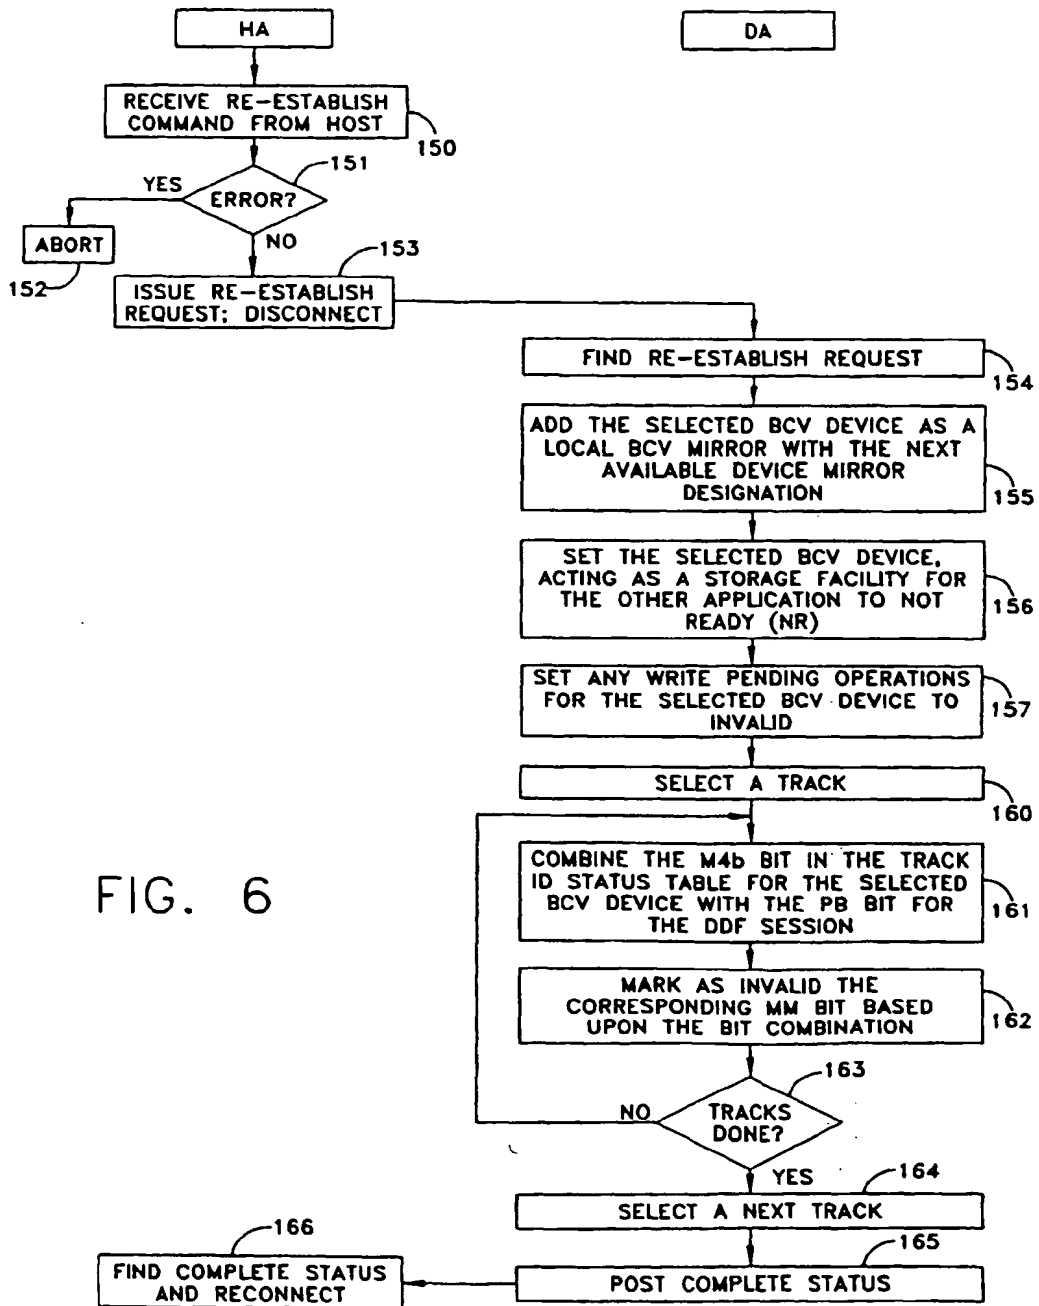 HA
DA
RECEIVE RE-ESTABLISH
COMMAND FROM HOST
150
151
YES
ERROR?
ABORT
NO
152
153
ISSUE RE-ESTABLISH
REQUEST; DISCONNECT
FIND RE-ESTABLISH REQUEST
154
ADD THE SELECTED BCV DEVICE AS A
LOCAL BCV MIRROR WITH THE NEXT
AVAILABLE DEVICE MIRROR
DESIGNATION
155
SET THE SELECTED BCV DEVICE,
ACTING AS A STORAGE FACILITY FOR
THE OTHER APPLICATION TO NOT
READY (NR)
156
SET ANY WRITE PENDING OPERATIONS
FOR THE SELECTED BCV DEVICE TO
INVALID
157
SELECT A TRACK
160
COMBINE THE M4b BIT IN THE TRACK
ID STATUS TABLE FOR THE SELECTED
BCV DEVICE WITH THE PB BIT FOR
THE DDF SESSION
161
FIG. 6
MARK AS INVALID THE
CORRESPONDING MM BIT BASED
UPON THE BIT COMBINATION
162
163
NO
TRACKS
DONE?
YES
164
SELECT A NEXT TRACK
165
POST COMPLETE STATUS
166
FIND COMPLETE STATUS
AND RECONNECT